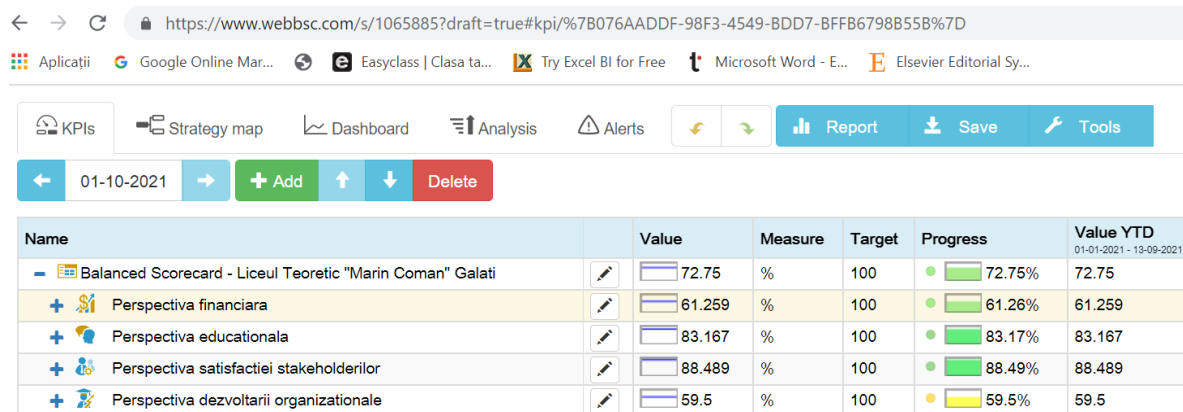 https://www.webbsc.com/s/1065885?draft=true#kpi/%7B076AADDF-98F3-4549-BDD7-BFFB6798B55B%7D
Aplicații Google Online Mar... Easyclass | Clasa ta... Try Excel BI for Free Microsoft Word - E... Elsevier Editorial Sy...
KPIs Strategy map Dashboard Analysis Alerts Report Save Tools
01-10-2021 Add Delete
Name Value Measure Target Progress Value YTD
01-01-2021 - 13-09-2021
Balanced Scorecard - Liceul Teoretic "Marin Coman" Galati 72.75 % 100 72.75% 72.75
Perspectiva financiara 61.259 % 100 61.26% 61.259
Perspectiva educationala 83.167 % 100 83.17% 83.167
Perspectiva satisfactiei stakeholderilor 88.489 % 100 88.49% 88.489
Perspectiva dezvoltarii organizationale 59.5 % 100 59.5% 59.5